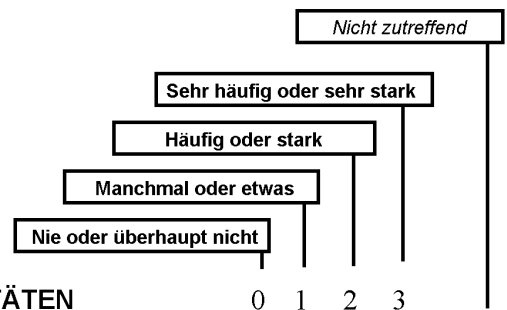 Nicht zutreffend
Sehr häufig oder sehr stark
Häufig oder stark
Manchmal oder etwas
Nie oder überhaupt nicht
TÄTEN 0 1 2 3